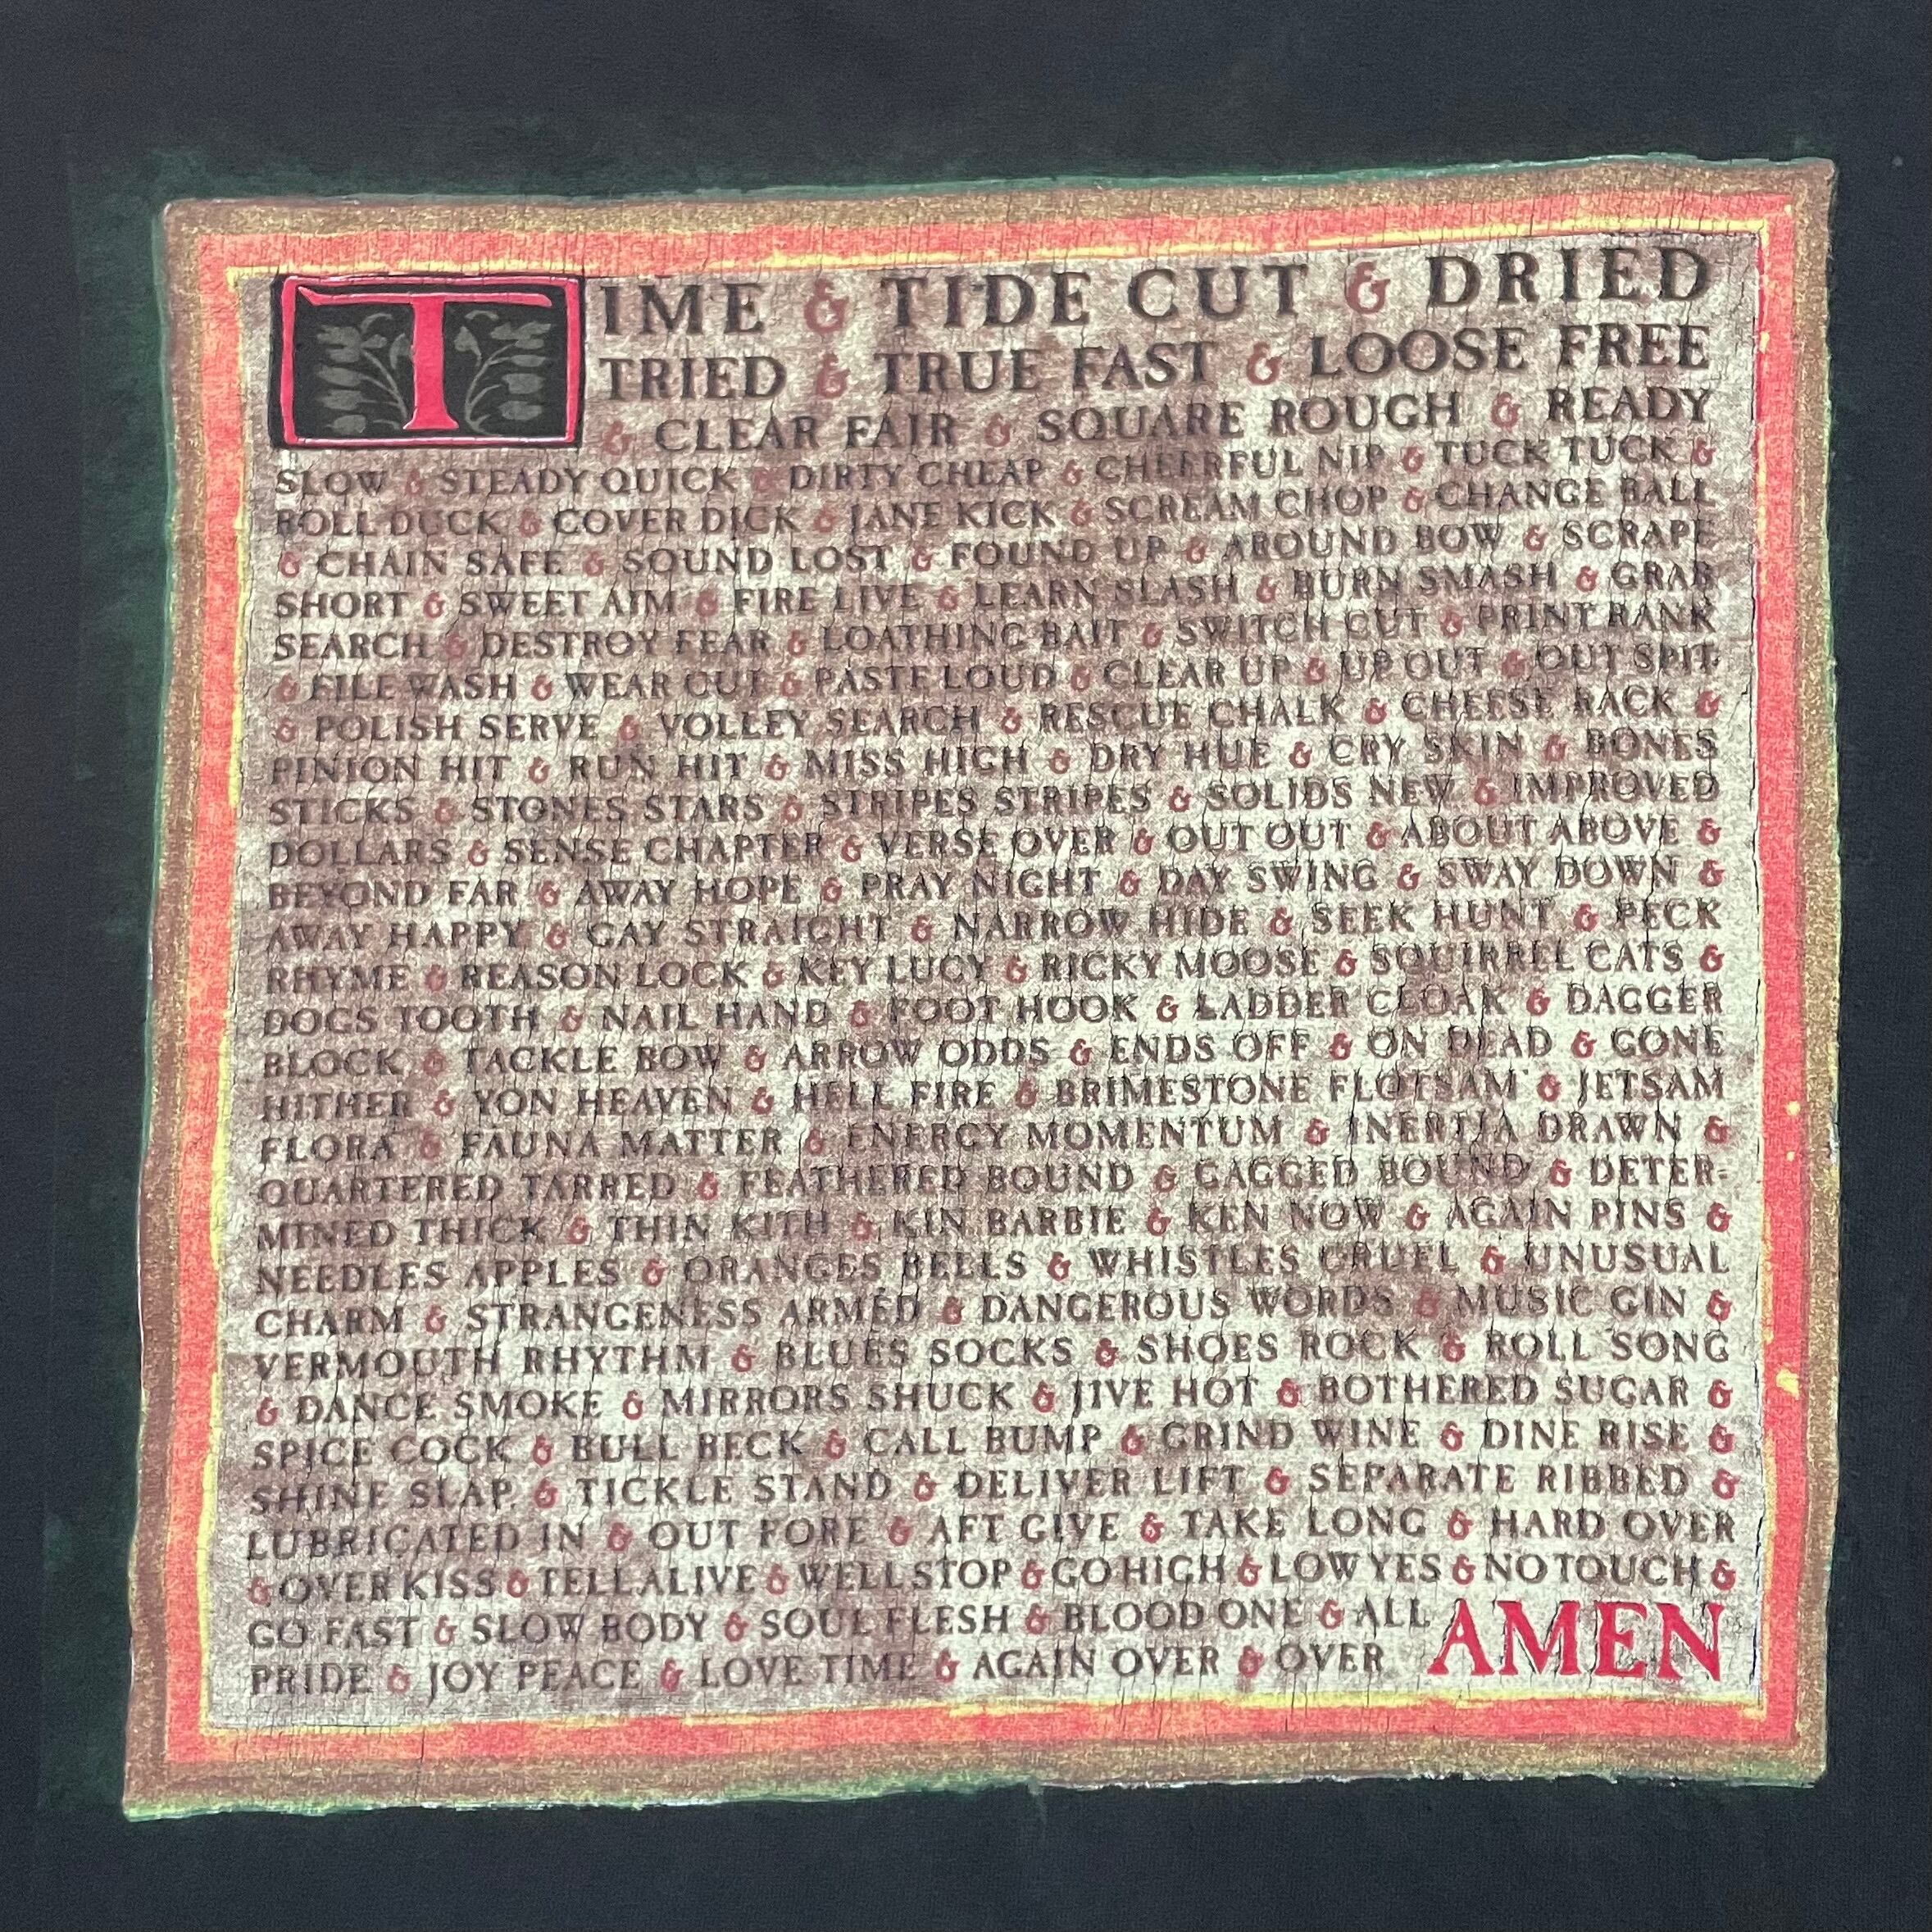 TIME & TIDE CUT & DRIED
TRIED & TRUE FAST & LOOSE FREE
& CLEAR FAIR & SQUARE ROUGH & READY
SLOW & STEADY QUICK & DIRTY CHEAP & CHEERFUL NIP & TUCK TUCK &
ROLL DUCK & COVER DICK & JANE KICK & SCREAM CHOP & CHANGE BALL
& CHAIN SAFE & SOUND LOST & FOUND UP & AROUND BOW & SCRAPE
SHORT & SWEET AIM & FIRE LIVE & LEARN SLASH & BURN SMASH & GRAB
SEARCH & DESTROY FEAR & LOATHING BAIT & SWITCH CUT & PRINT RANK
& FILE WASH & WEAR CUT & PASTE LOUD & CLEAR UP & UP OUT & OUT SPIT
& POLISH SERVE & VOLLEY SEARCH & RESCUE CHALK & CHEESE RACK &
PINION HIT & RUN HIT & MISS HIGH & DRY HUE & CRY SKIN & BONES
STICKS & STONES STARS & STRIPES STRIPES & SOLIDS NEW & IMPROVED
DOLLARS & SENSE CHAPTER & VERSE OVER & OUT OUT & ABOUT ABOVE &
BEYOND FAR & AWAY HOPE & PRAY NIGHT & DAY SWING & SWAY DOWN &
AWAY HAPPY & GAY STRAIGHT & NARROW HIDE & SEEK HUNT & PECK
RHYME & REASON LOCK & KEY LUCY & RICKY MOOSE & SQUIRREL CATS &
DOGS TOOTH & NAIL HAND & FOOT HOOK & LADDER CLOAK & DAGGER
BLOCK & TACKLE BOW & ARROW ODDS & ENDS OFF & ON DEAD & GONE
HITHER & YON HEAVEN & HELL FIRE & BRIMESTONE FLOTSAM & JETSAM
FLORA & FAUNA MATTER & ENERGY MOMENTUM & INERTIA DRAWN &
QUARTERED TARRED & FEATHERED BOUND & GAGGED BOUND & DETER-
MINED THICK & THIN KITH & KIN BARBIE & KEN NOW & AGAIN PINS &
NEEDLES APPLES & ORANGES BELLS & WHISTLES CRUEL & UNUSUAL
CHARM & STRANGENESS ARMED & DANGEROUS WORDS & MUSIC GIN &
VERMOUTH RHYTHM & BLUES SOCKS & SHOES ROCK & ROLL SONG
& DANCE SMOKE & MIRRORS SHUCK & JIVE HOT & BOTHERED SUGAR &
SPICE COCK & BULL BECK & CALL BUMP & GRIND WINE & DINE RISE &
SHINE SLAP & TICKLE STAND & DELIVER LIFT & SEPARATE RIBBED &
LUBRICATED IN & OUT FORE & AFT GIVE & TAKE LONG & HARD OVER
& OVER KISS & TELL ALIVE & WELL STOP & GO HIGH & LOW YES & NO TOUCH &
GO FAST & SLOW BODY & SOUL FLESH & BLOOD ONE & ALL
PRIDE & JOY PEACE & LOVE TIME & AGAIN OVER & OVER AMEN